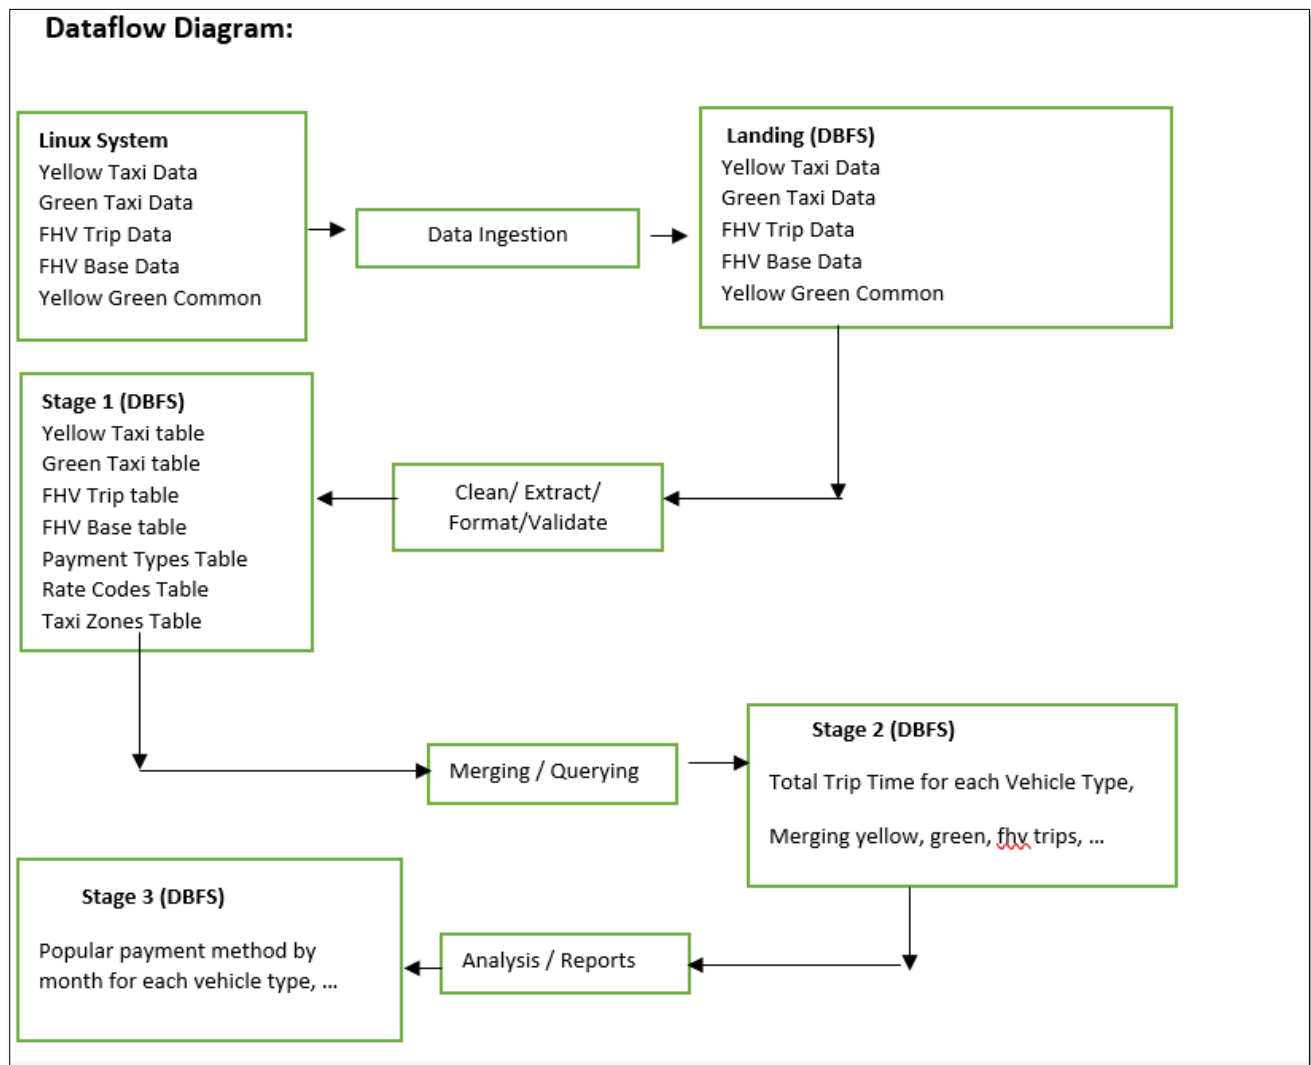 Dataflow Diagram:
Linux System
Yellow Taxi Data
Green Taxi Data
FHV Trip Data
FHV Base Data
Yellow Green Common
Data Ingestion
Landing (DBFS)
Yellow Taxi Data
Green Taxi Data
FHV Trip Data
FHV Base Data
Yellow Green Common
Clean/ Extract/
Format/Validate
Stage 1 (DBFS)
Yellow Taxi table
Green Taxi table
FHV Trip table
FHV Base table
Payment Types Table
Rate Codes Table
Taxi Zones Table
Merging / Querying
Stage 2 (DBFS)
Total Trip Time for each Vehicle Type,
Merging yellow, green, fhv trips, ...
Analysis / Reports
Stage 3 (DBFS)
Popular payment method by
month for each vehicle type, ...